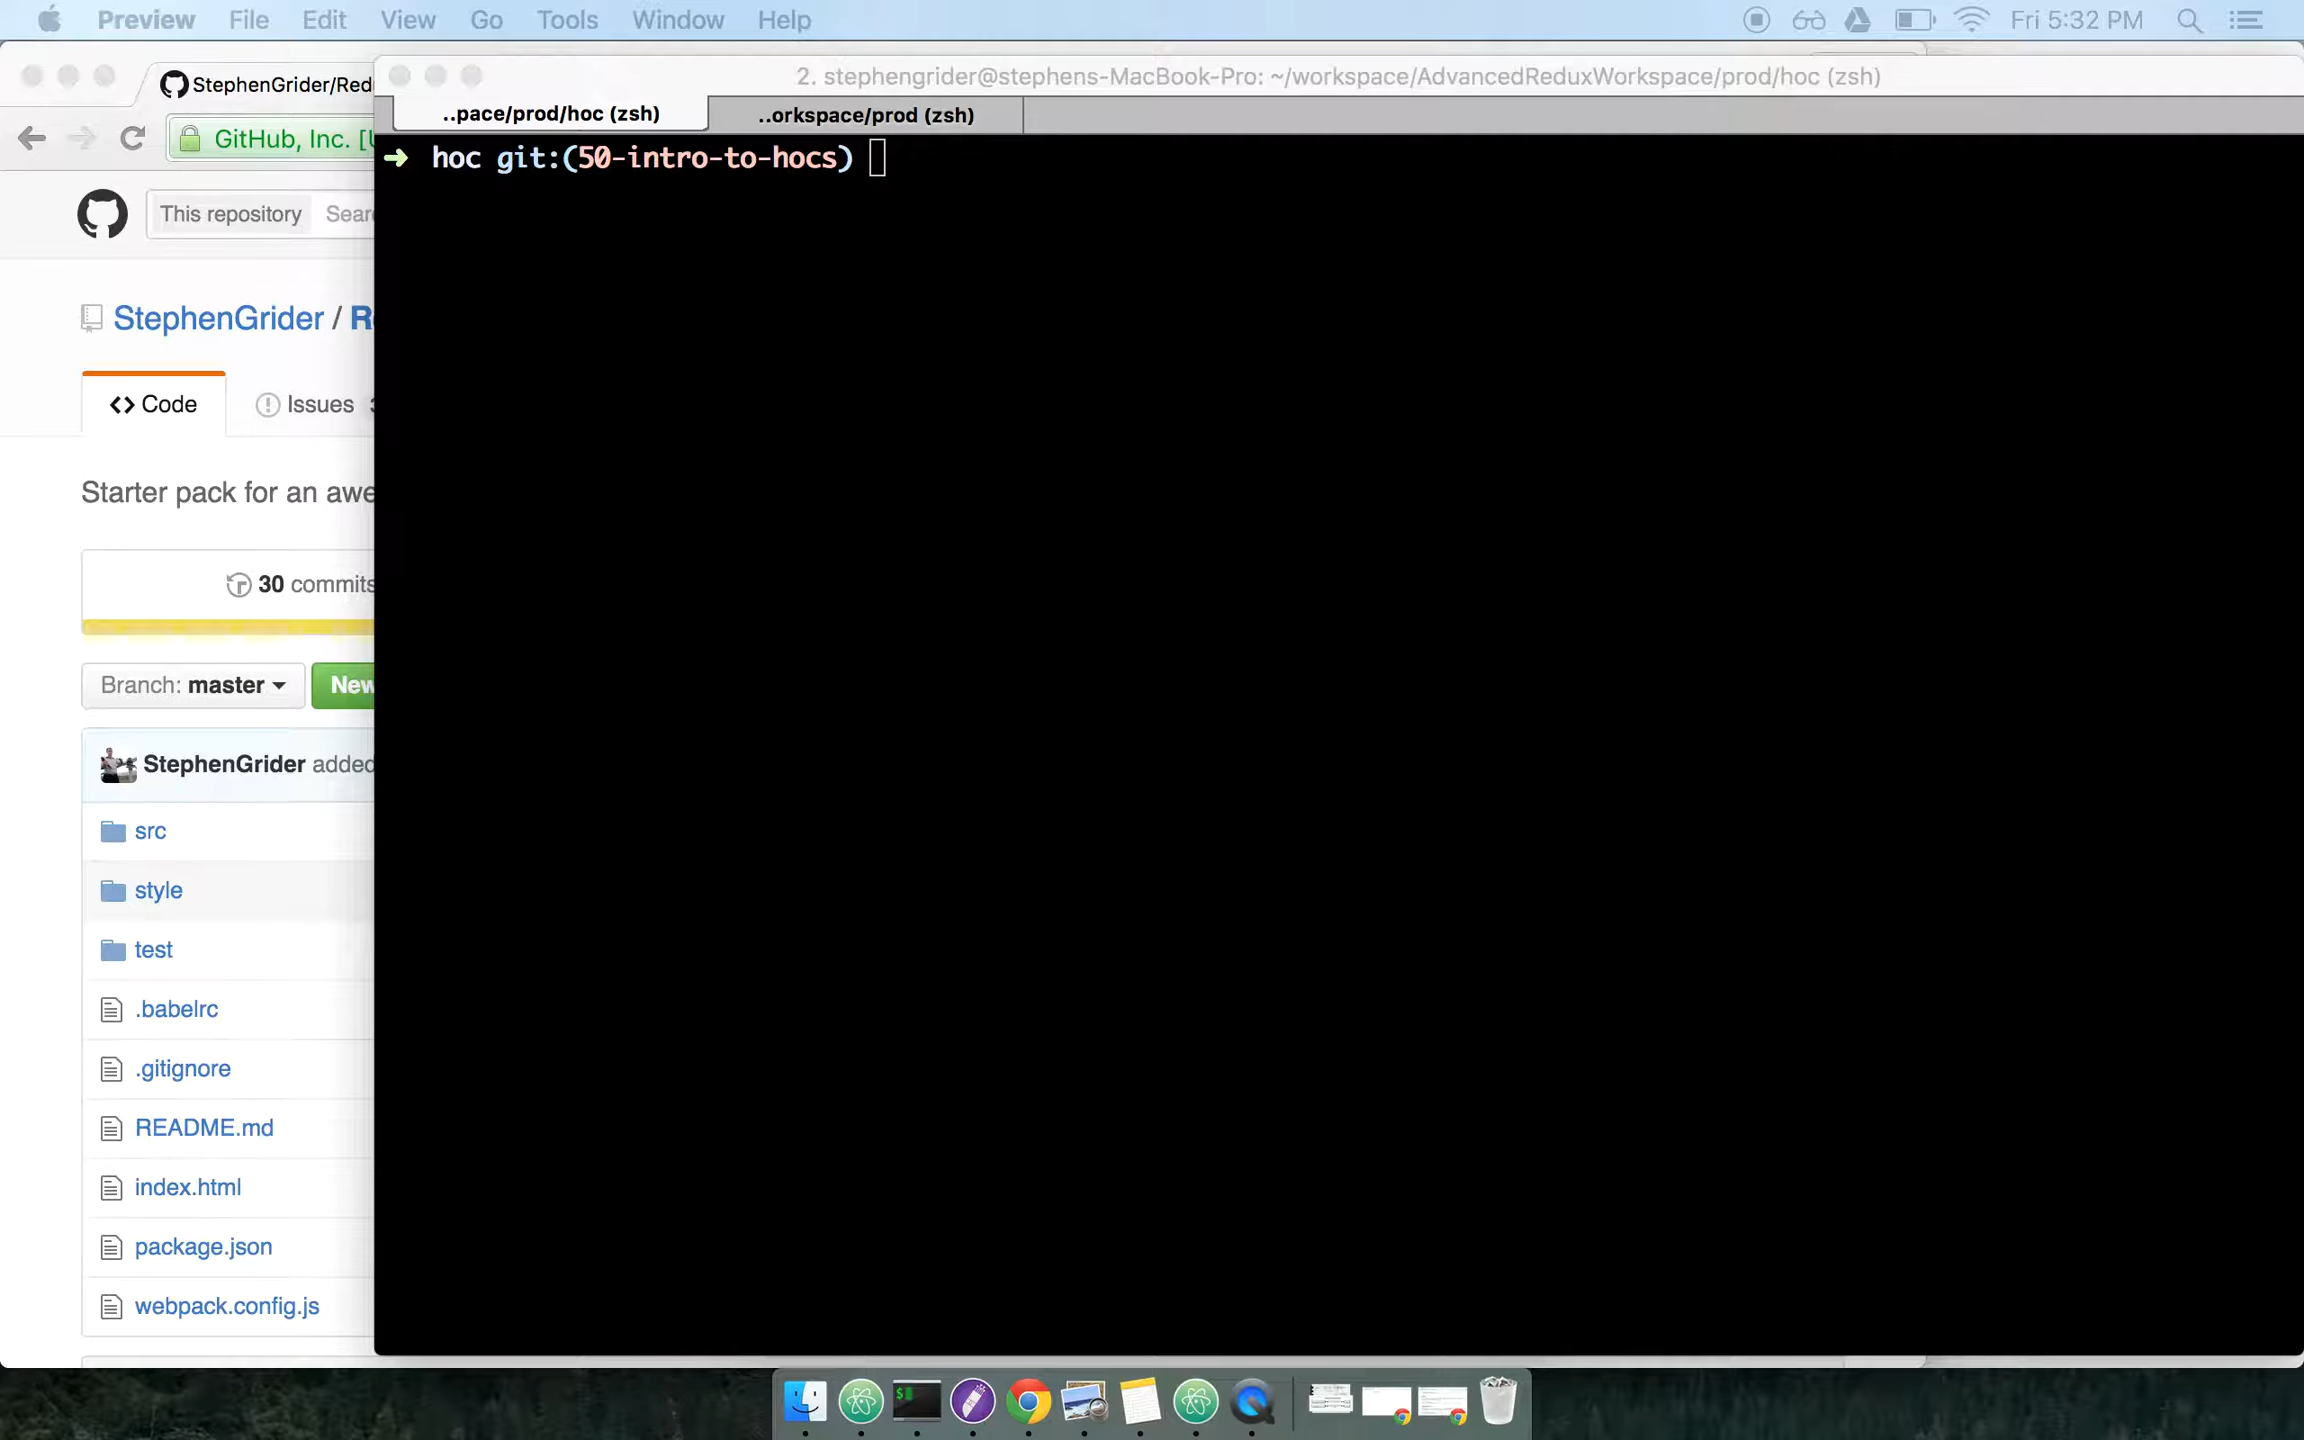 Preview File Edit View Go Tools Window Help Fri 5:32 PM
StephenGrider/Red
2. stephengrider@stephens-MacBook-Pro: ~/workspace/AdvancedReduxWorkspace/prod/hoc (zsh)
..pace/prod/hoc (zsh) ..orkspace/prod (zsh)
GitHub, Inc. [U
➜ hoc git:(50-intro-to-hocs)
This repository Sear
StephenGrider / R
<> Code Issues
Starter pack for an awe
30 commits
Branch: master New
StephenGrider added
src
style
test
.babelrc
.gitignore
README.md
index.html
package.json
webpack.config.js